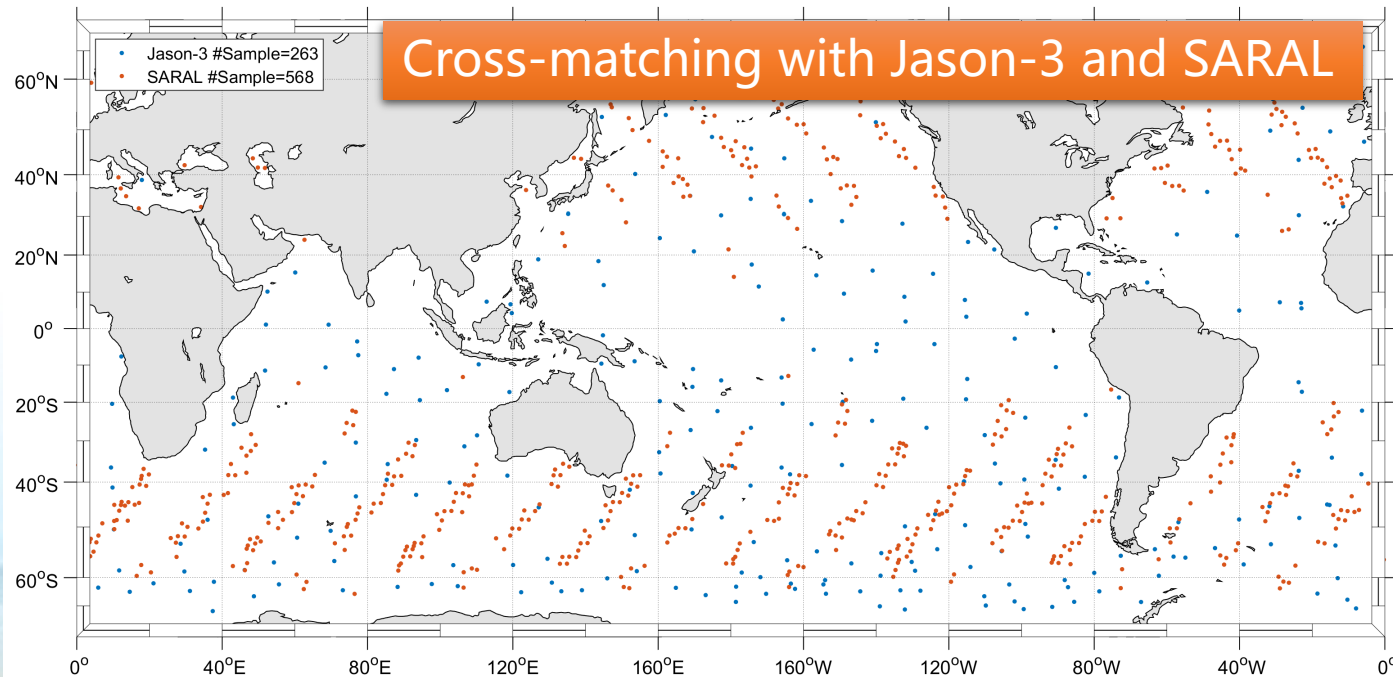 Cross-matching with Jason-3 and SARAL
Jason-3 #Sample=263
SARAL #Sample=568
60°N
40°N
20°N
0°
20°S
40°S
60°S
0° 40°E 80°E 120°E 160°E 160°W 120°W 80°W 40°W 0°